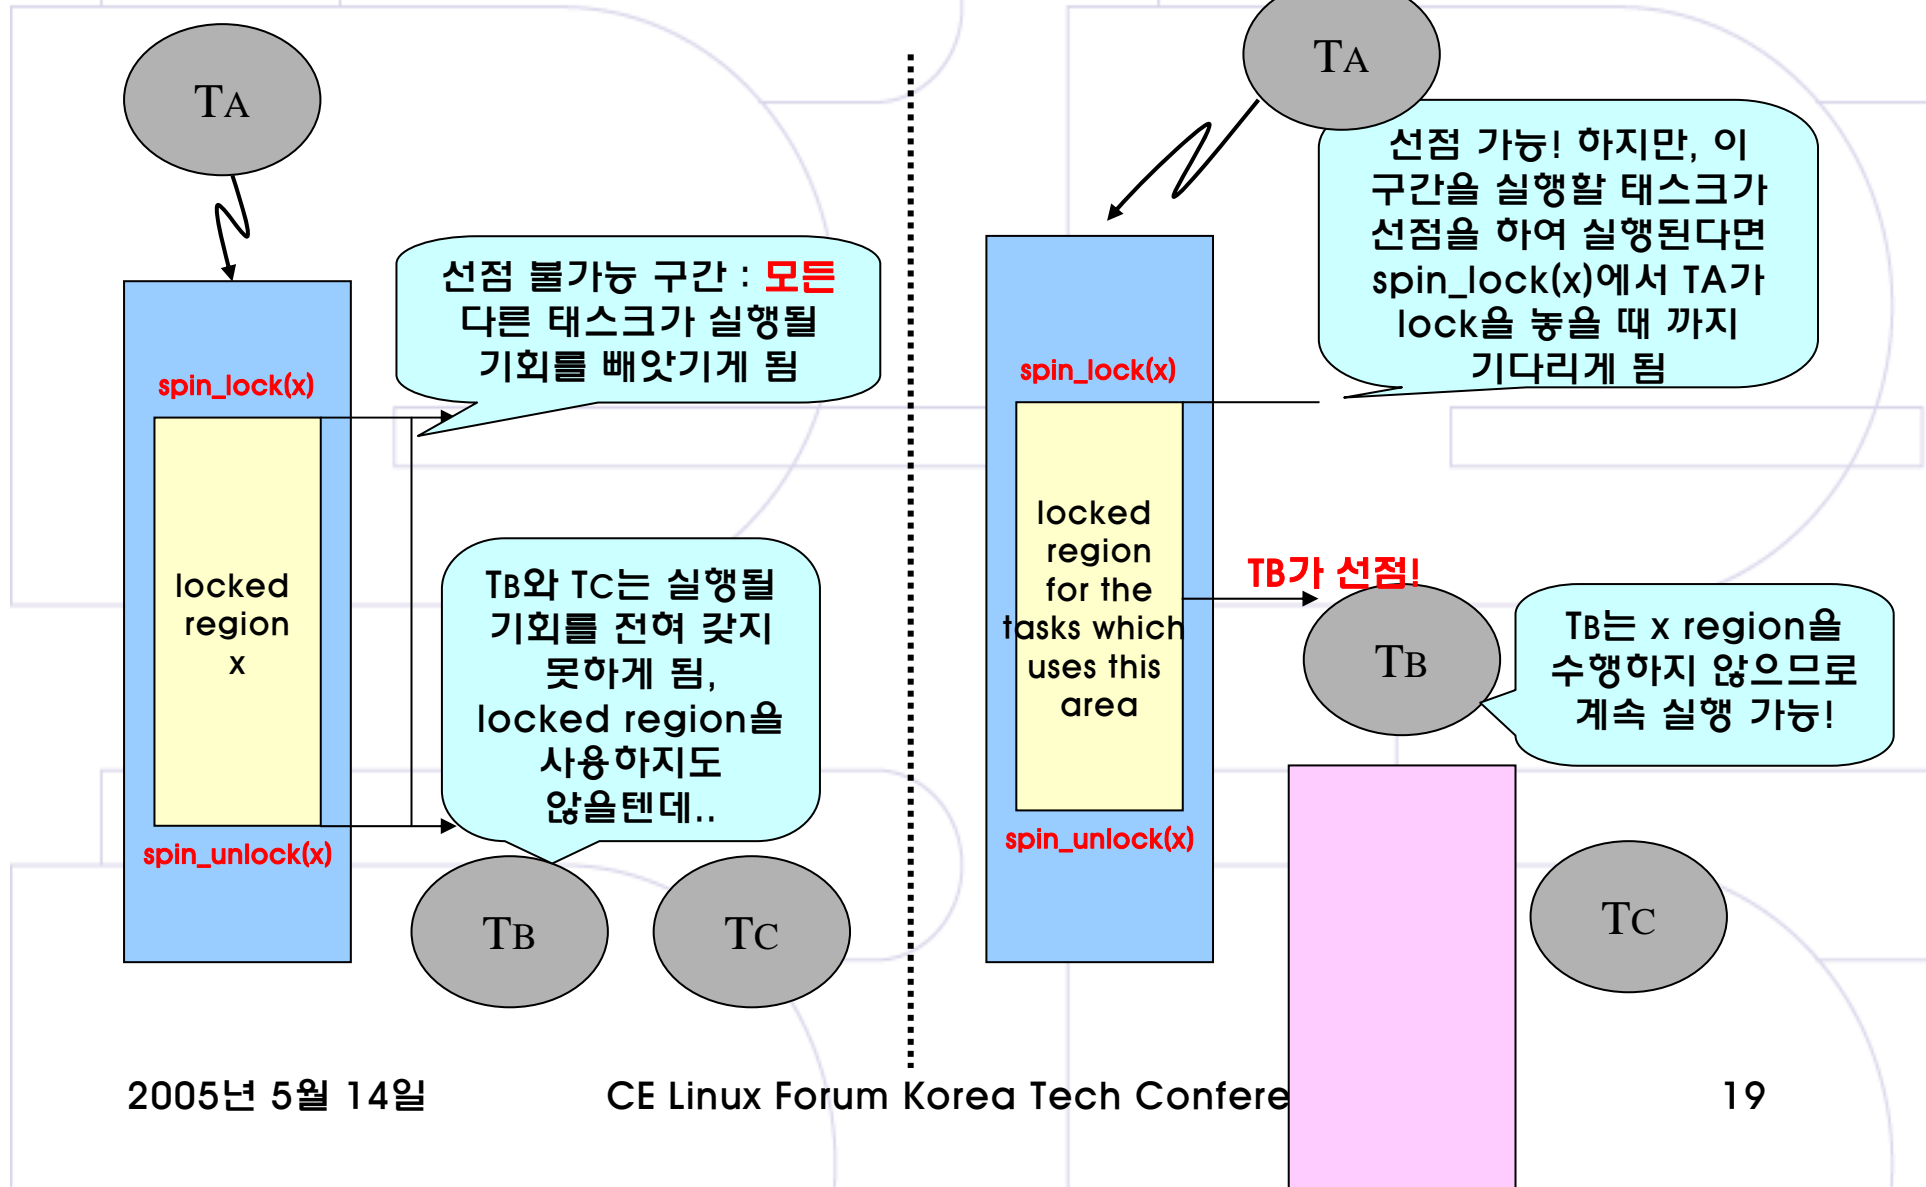 TA
선점 불가능 구간 : 모든
다른 태스크가 실행될
기회를 빼앗기게 됨
spin_lock(x)
locked
region
x
TB와 TC는 실행될
기회를 전혀 갖지
못하게 됨,
locked region을
사용하지도
않을텐데..
spin_unlock(x)
TB
TC
TA
선점 가능! 하지만, 이
구간을 실행할 태스크가
선점을 하여 실행된다면
spin_lock(x)에서 TA가
lock을 놓을 때 까지
기다리게 됨
spin_lock(x)
locked
region
for the
tasks which
uses this
area
TB가 선점!
TB
TB는 x region을
수행하지 않으므로
계속 실행 가능!
spin_unlock(x)
TC
2005년 5월 14일
CE Linux Forum Korea Tech Confere
19